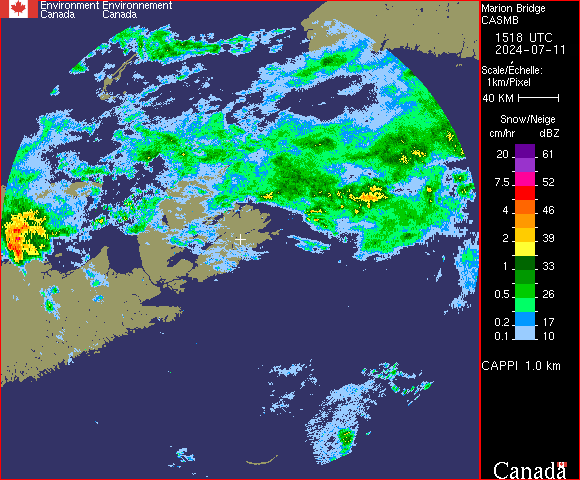 Environment Environnement
Canada Canada
Marion Bridge
CASMB
1518 UTC
2024-07-11
Scale/Échelle:
1km/Pixel
40 KM
Snow/Neige
cm/hr dBZ
20 61
7.5 52
4 46
2 39
1 33
0.5 26
0.2 17
0.1 10
CAPPI 1.0 km
Canada